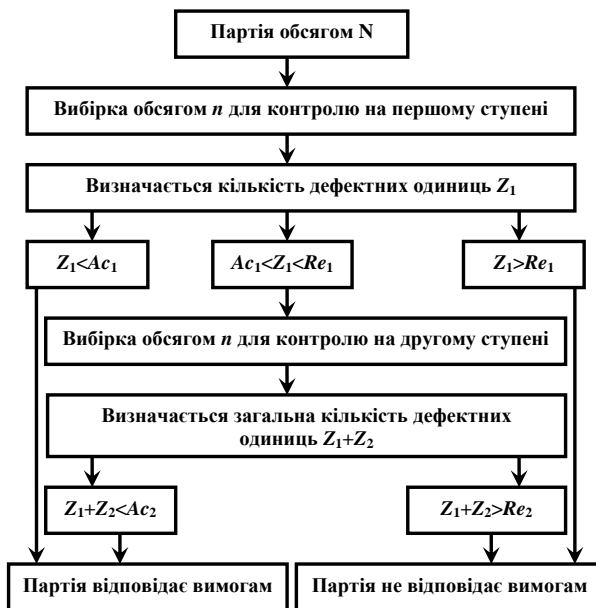 Партія обсягом N
Вибірка обсягом n для контролю на першому ступені
Визначається кількість дефектних одиниць Z₁
Z₁<Ac₁
Ac₁<Z₁<Re₁
Z₁>Re₁
Вибірка обсягом n для контролю на другому ступені
Визначається загальна кількість дефектних
одиниць Z₁+Z₂
Z₁+Z₂<Ac₂
Z₁+Z₂>Re₂
Партія відповідає вимогам
Партія не відповідає вимогам